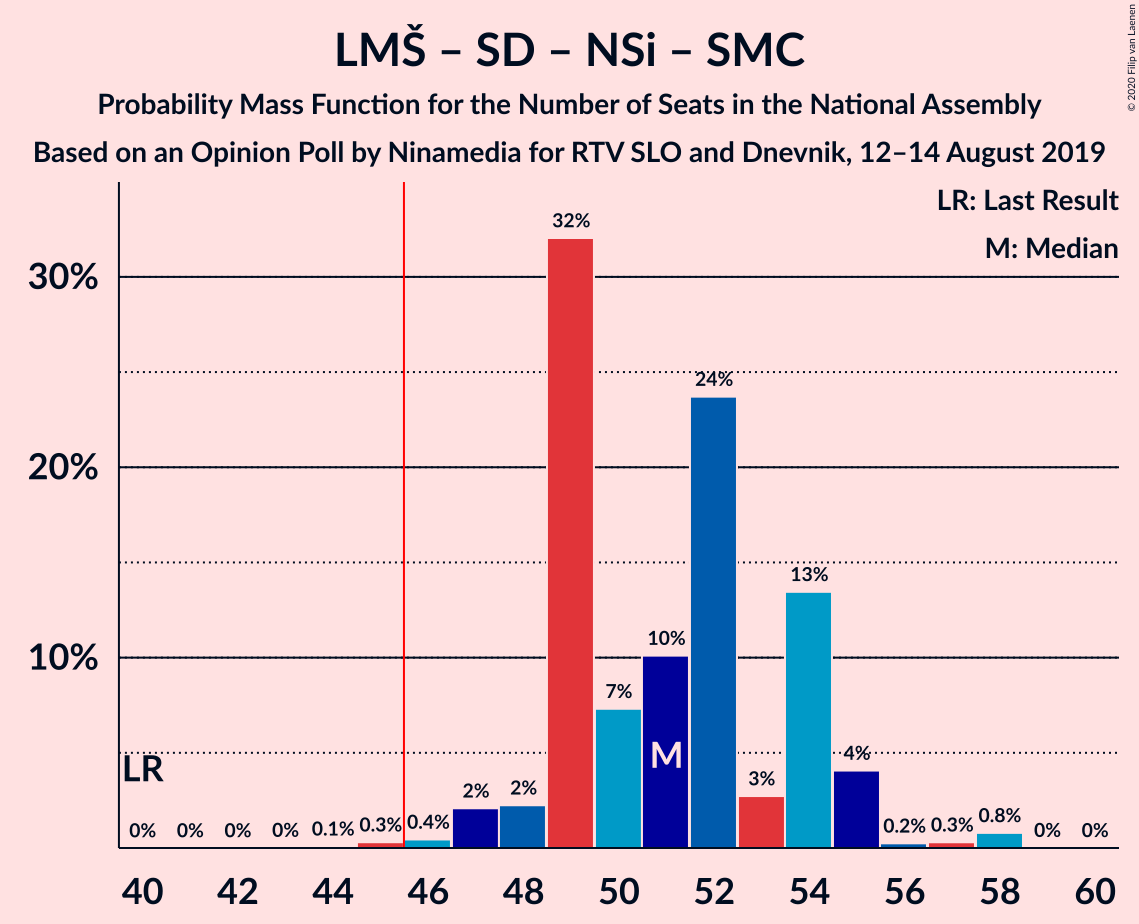 LMŠ – SD – NSi – SMC
Probability Mass Function for the Number of Seats in the National Assembly
Based on an Opinion Poll by Ninamedia for RTV SLO and Dnevnik, 12–14 August 2019
© 2020 Filip van Laenen
LR: Last Result
M: Median
30%
20%
10%
LR
M
0% 0% 0% 0% 0.1% 0.3% 0.4% 2% 2% 32% 7% 10% 24% 3% 13% 4% 0.2% 0.3% 0.8% 0% 0%
40 42 44 46 48 50 52 54 56 58 60